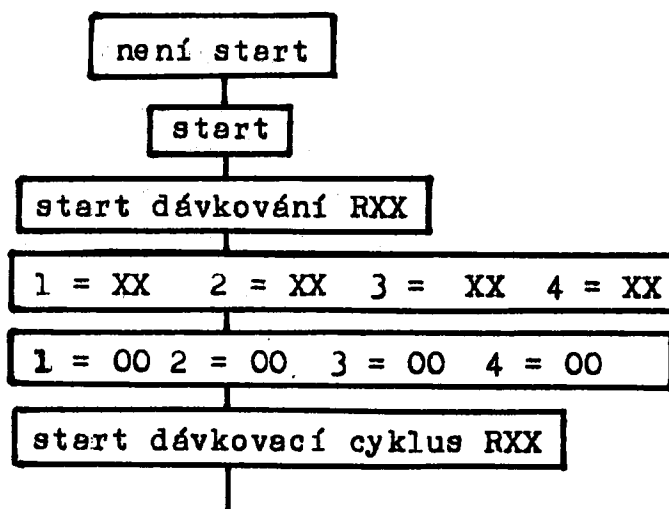 není start
start
start dávkování RXX
1 = XX 2 = XX 3 = XX 4 = XX
1 = 00 2 = 00. 3 = 00 4 = 00
start dávkovací cyklus RXX